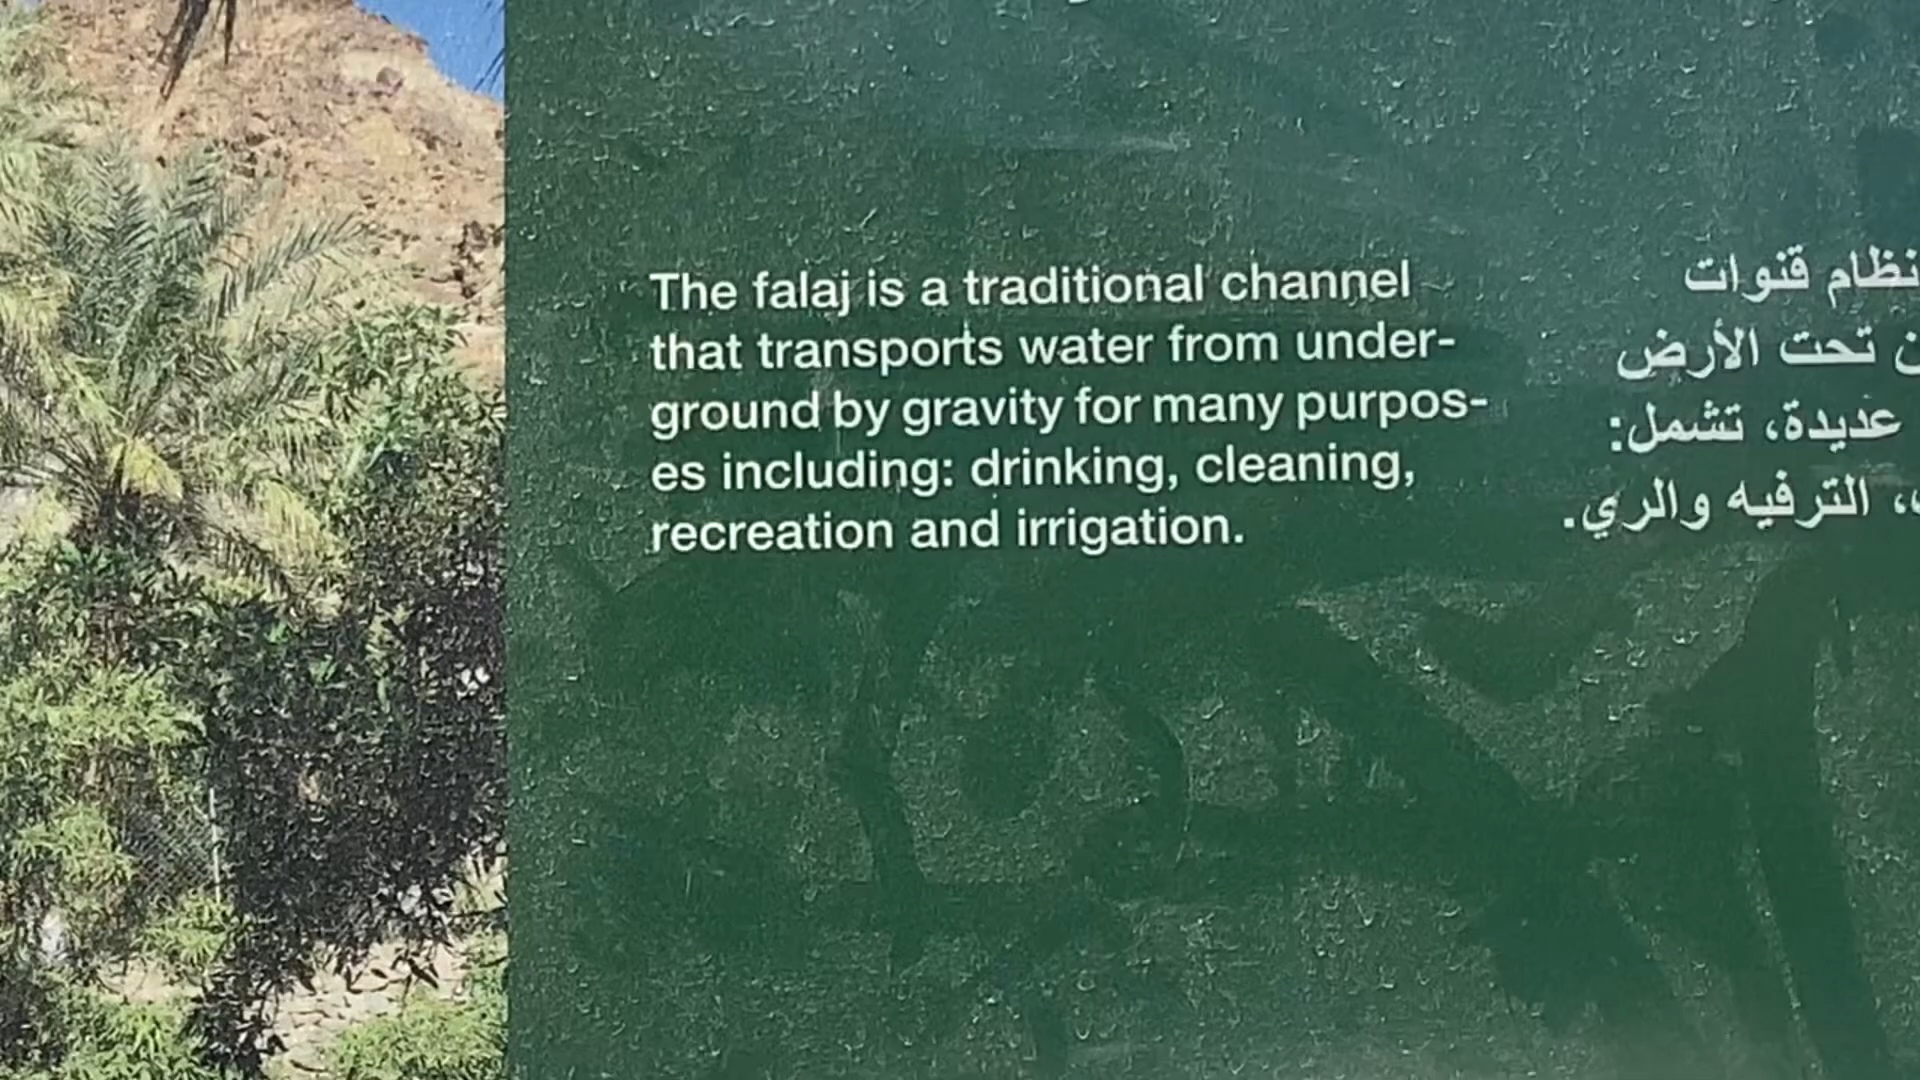 The falaj is a traditional channel
that transports water from under-
ground by gravity for many purpos-
es including: drinking, cleaning,
recreation and irrigation.
نظام قنوات
تحت الأرض
عديدة، تشمل:
، الترفيه والري.